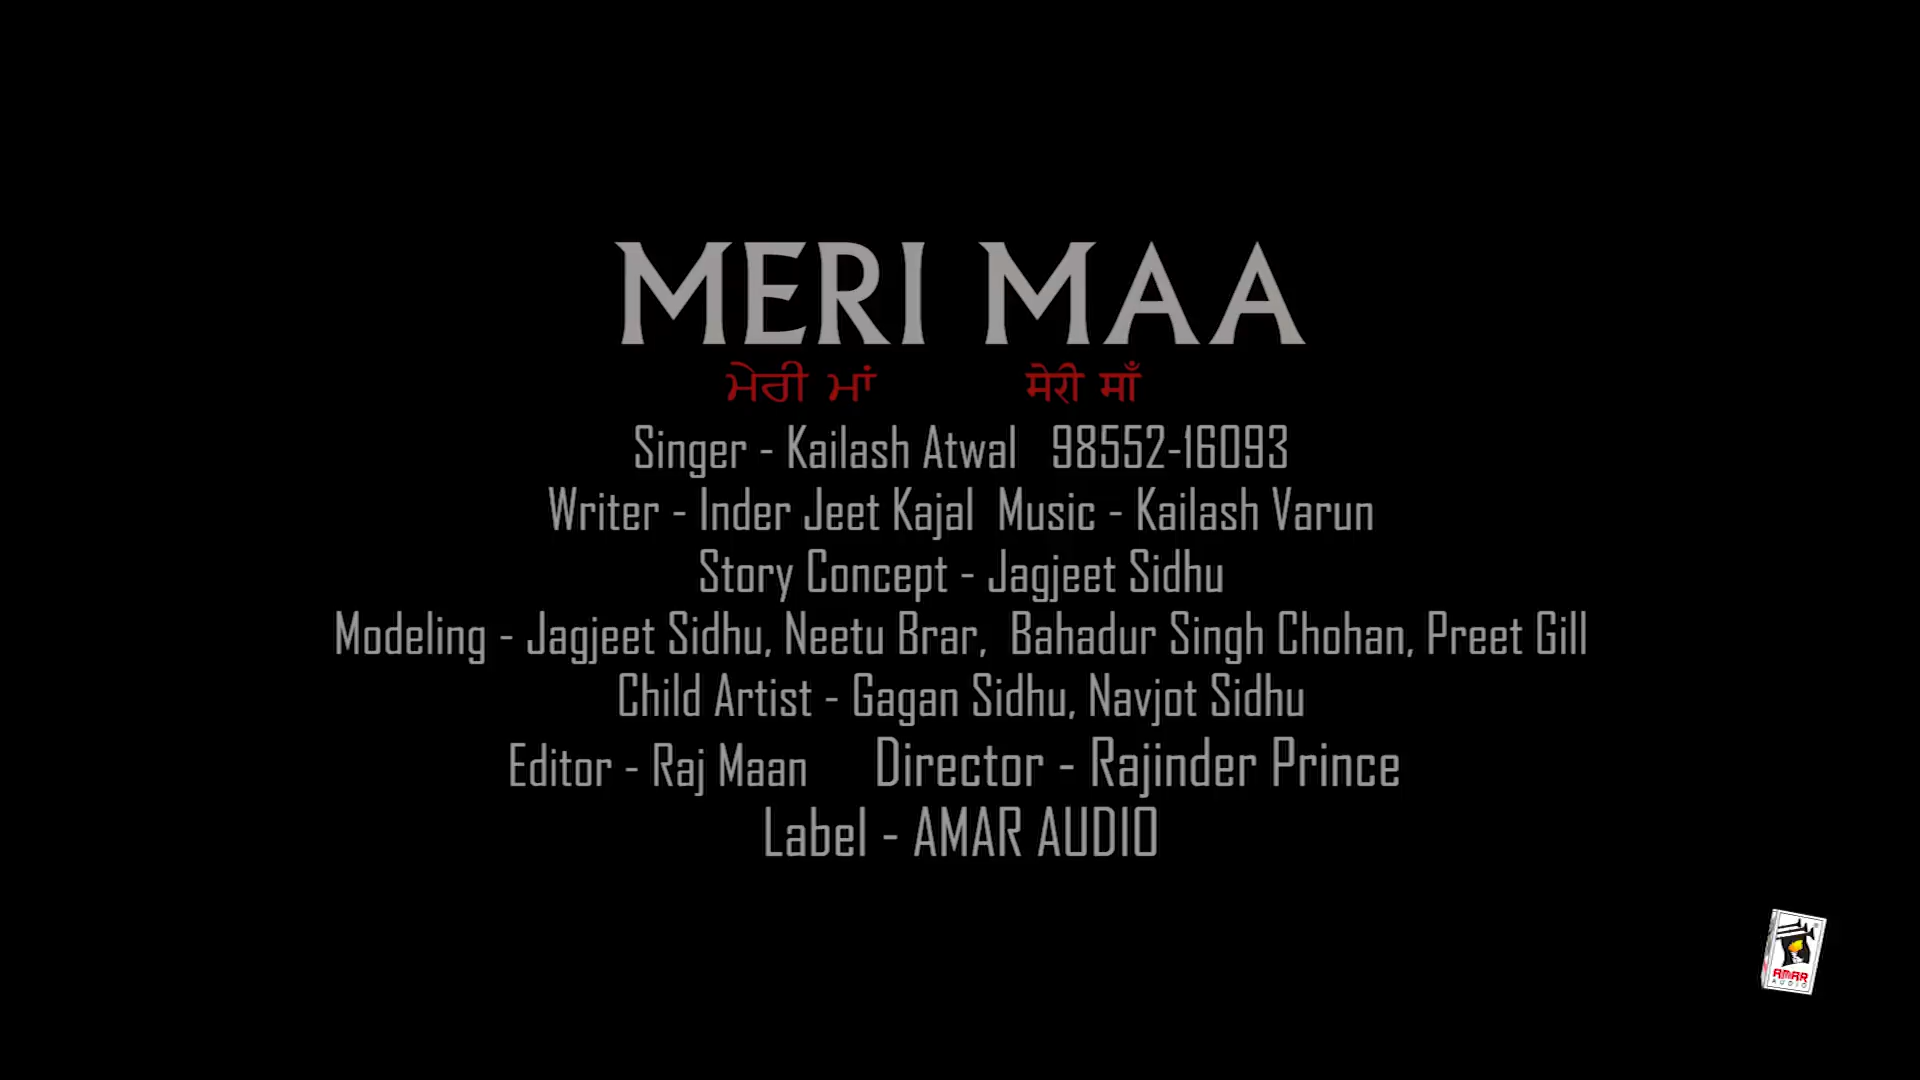 MERI MAA
ਮੇਰੀ ਮਾਂ मेरी माँ
Singer - Kailash Atwal 98552-16093
Writer - Inder Jeet Kajal Music - Kailash Varun
Story Concept - Jagjeet Sidhu
Modeling - Jagjeet Sidhu, Neetu Brar, Bahadur Singh Chohan, Preet Gill
Child Artist - Gagan Sidhu, Navjot Sidhu
Editor - Raj Maan Director - Rajinder Prince
Label - AMAR AUDIO
AMAR
AUDIO